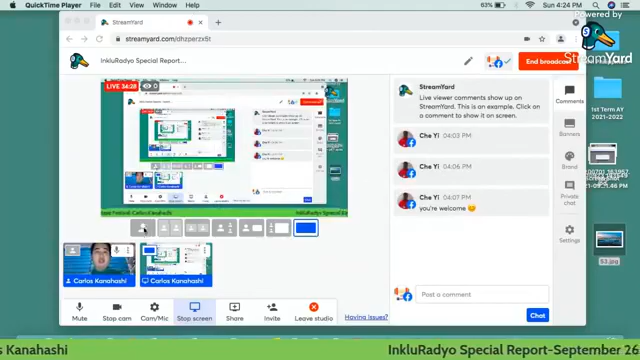 QuickTime Player File Edit View Window Help
63% Sun 4:24 PM
Powered by
StreamYard
StreamYard
streamyard.com/dhzperzx5t
InkluRadyo Special Report...
End broadcast
LIVE 34:28 0
StreamYard
Live viewer comments show up on StreamYard. This is an example. Click on a comment to show it on screen.
Che Yi 04:03 PM
Che Yi 04:06 PM
Che Yi 04:07 PM
you're welcome 😊
Comments
Banners
Brand
Private chat
Settings
1st Term AY 2021-2022
53.jpg
Carlos Kanahashi
Carlos Kanahashi
Mute
Stop cam
Cam/Mic
Stop screen
Share
Invite
Leave studio
Having issues?
Post a comment
Chat
s Kanahashi
InkluRadyo Special Report-September 26